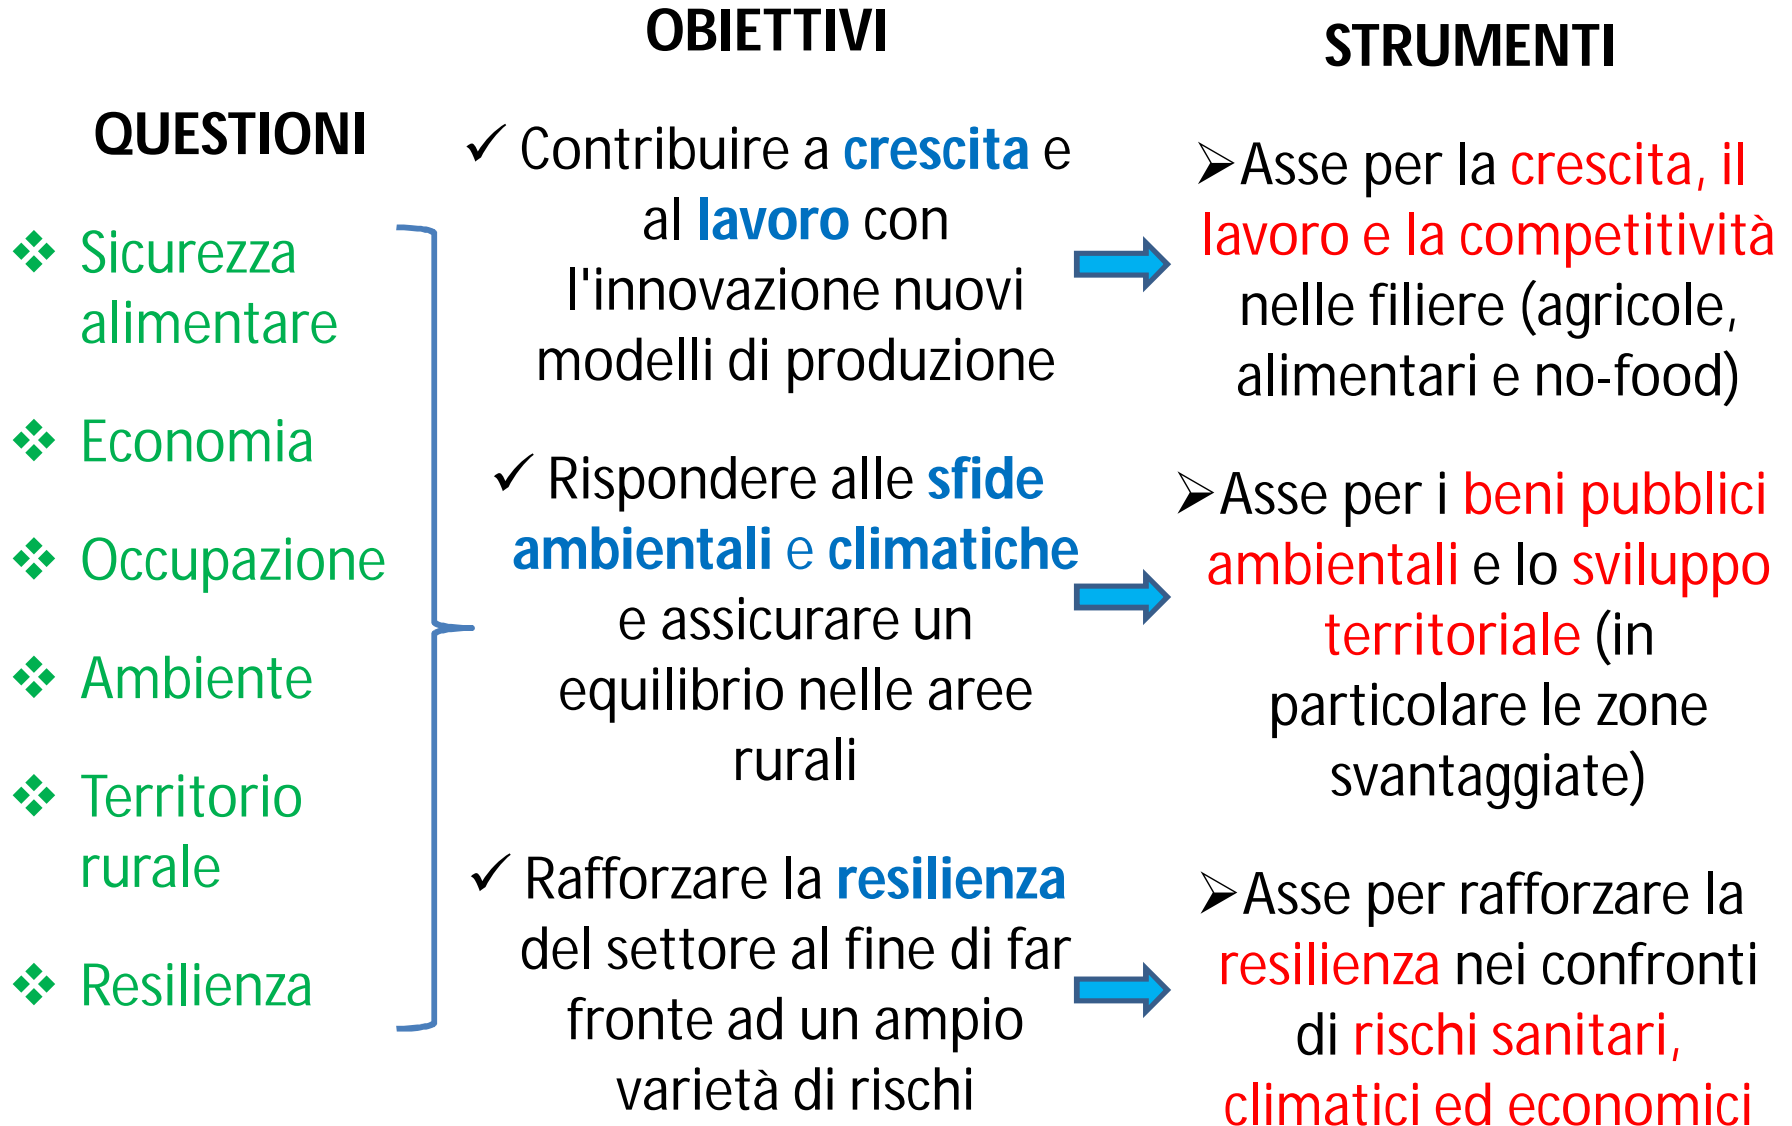 QUESTIONI
Sicurezza
alimentare
Economia
Occupazione
Ambiente
Territorio
rurale
Resilienza
OBIETTIVI
Contribuire a crescita e
al lavoro con
l'innovazione nuovi
modelli di produzione
Rispondere alle sfide
ambientali e climatiche
e assicurare un
equilibrio nelle aree
rurali
Rafforzare la resilienza
del settore al fine di far
fronte ad un ampio
varietà di rischi
STRUMENTI
Asse per la crescita, il
lavoro e la competitività
nelle filiere (agricole,
alimentari e no-food)
Asse per i beni pubblici
ambientali e lo sviluppo
territoriale (in
particolare le zone
svantaggiate)
Asse per rafforzare la
resilienza nei confronti
di rischi sanitari,
climatici ed economici